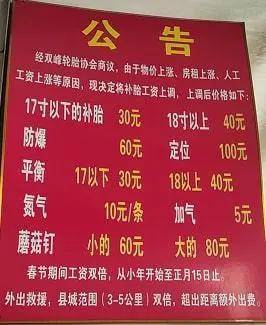 公告
经双峰轮胎协会商议，由于物价上涨、房租上涨、人工
工资上涨等原因，现决定将补胎工资上调，上调后价格如下：
17寸以下的补胎 30元 18寸以上 40元
防爆 60元 定位 100元
平衡 17以下 30元 18以上 40元
氮气 10元/条 加气 5元
蘑菇钉 小的 60元 大的 80元
春节期间工资双倍，从小年开始至正月15日止。
外出救援，县城范围（3-5公里）双倍，超出距离额外出费。